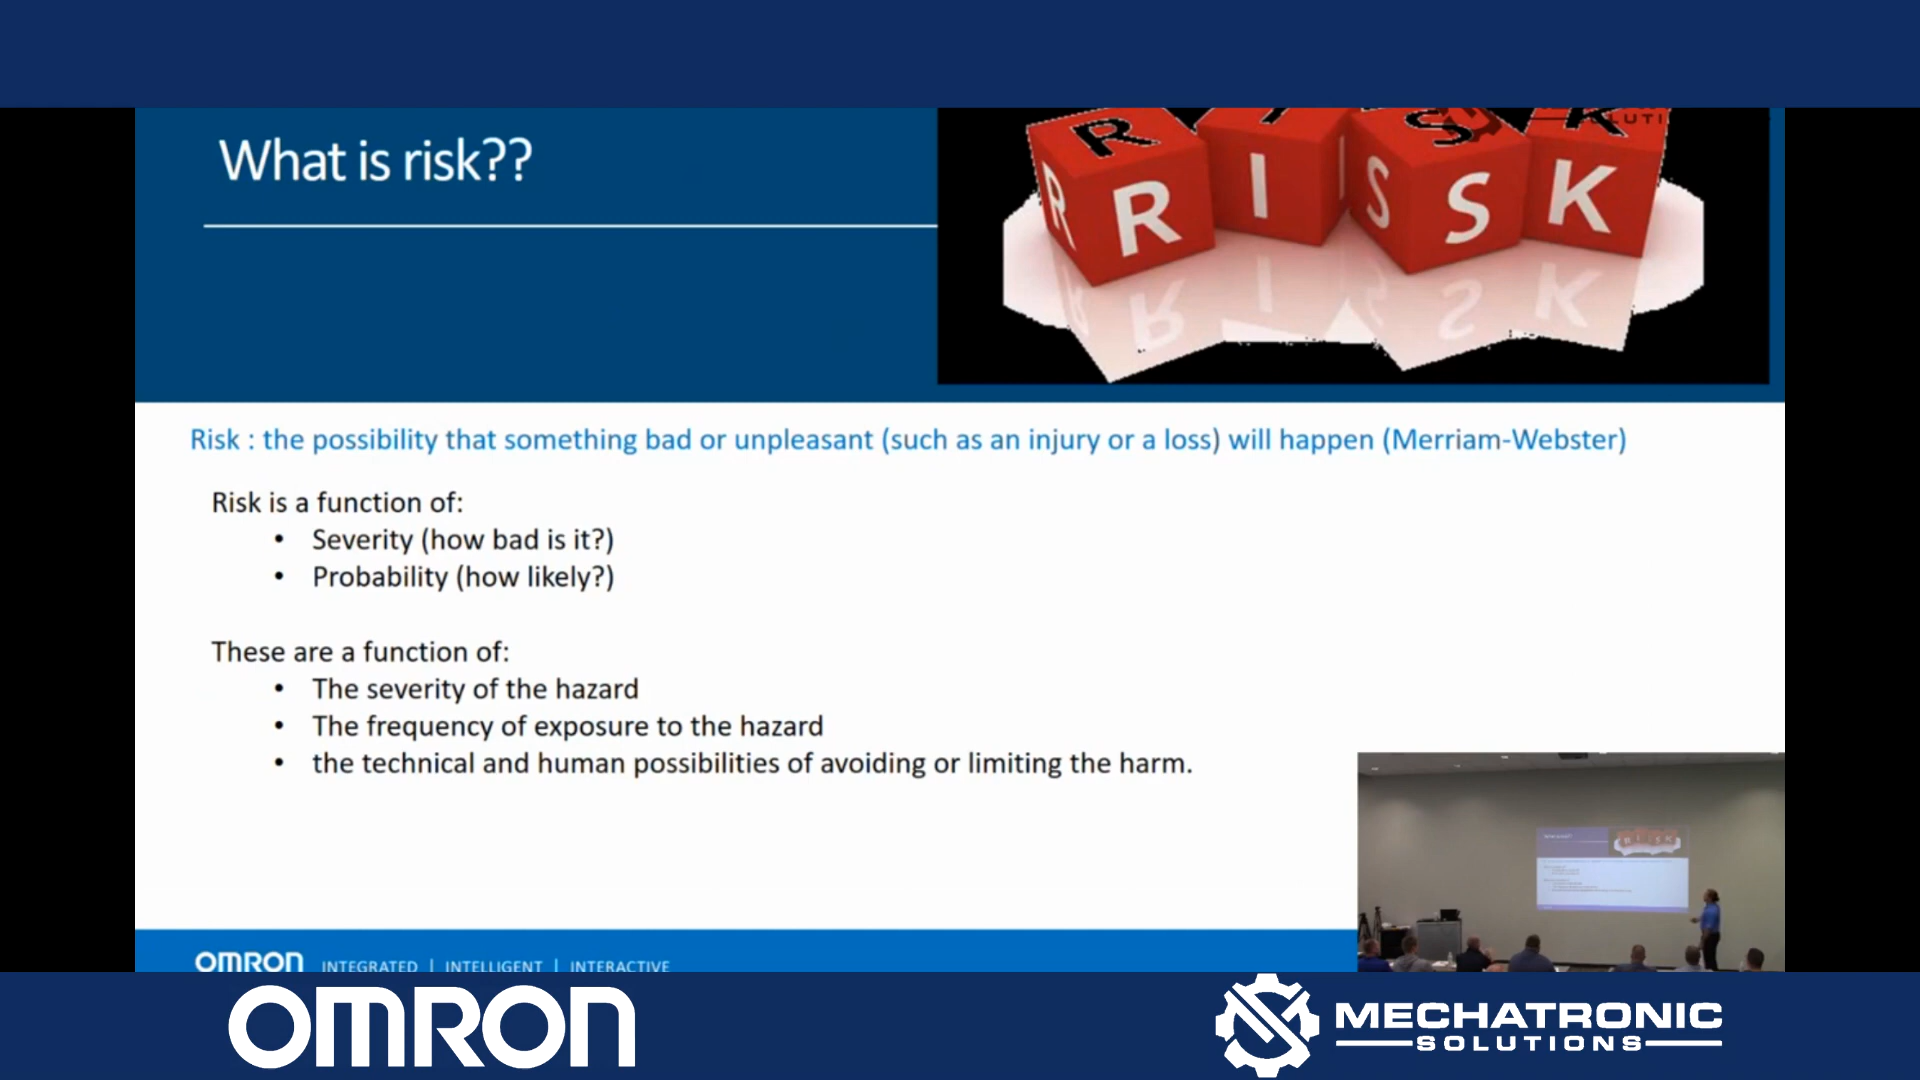 What is risk??
R I S K
R R I S S K
Risk : the possibility that something bad or unpleasant (such as an injury or a loss) will happen (Merriam-Webster)
Risk is a function of:
• Severity (how bad is it?)
• Probability (how likely?)
These are a function of:
• The severity of the hazard
• The frequency of exposure to the hazard
• the technical and human possibilities of avoiding or limiting the harm.
OMRON INTEGRATED | INTELLIGENT | INTERACTIVE
OMRON
MECHATRONIC
SOLUTIONS